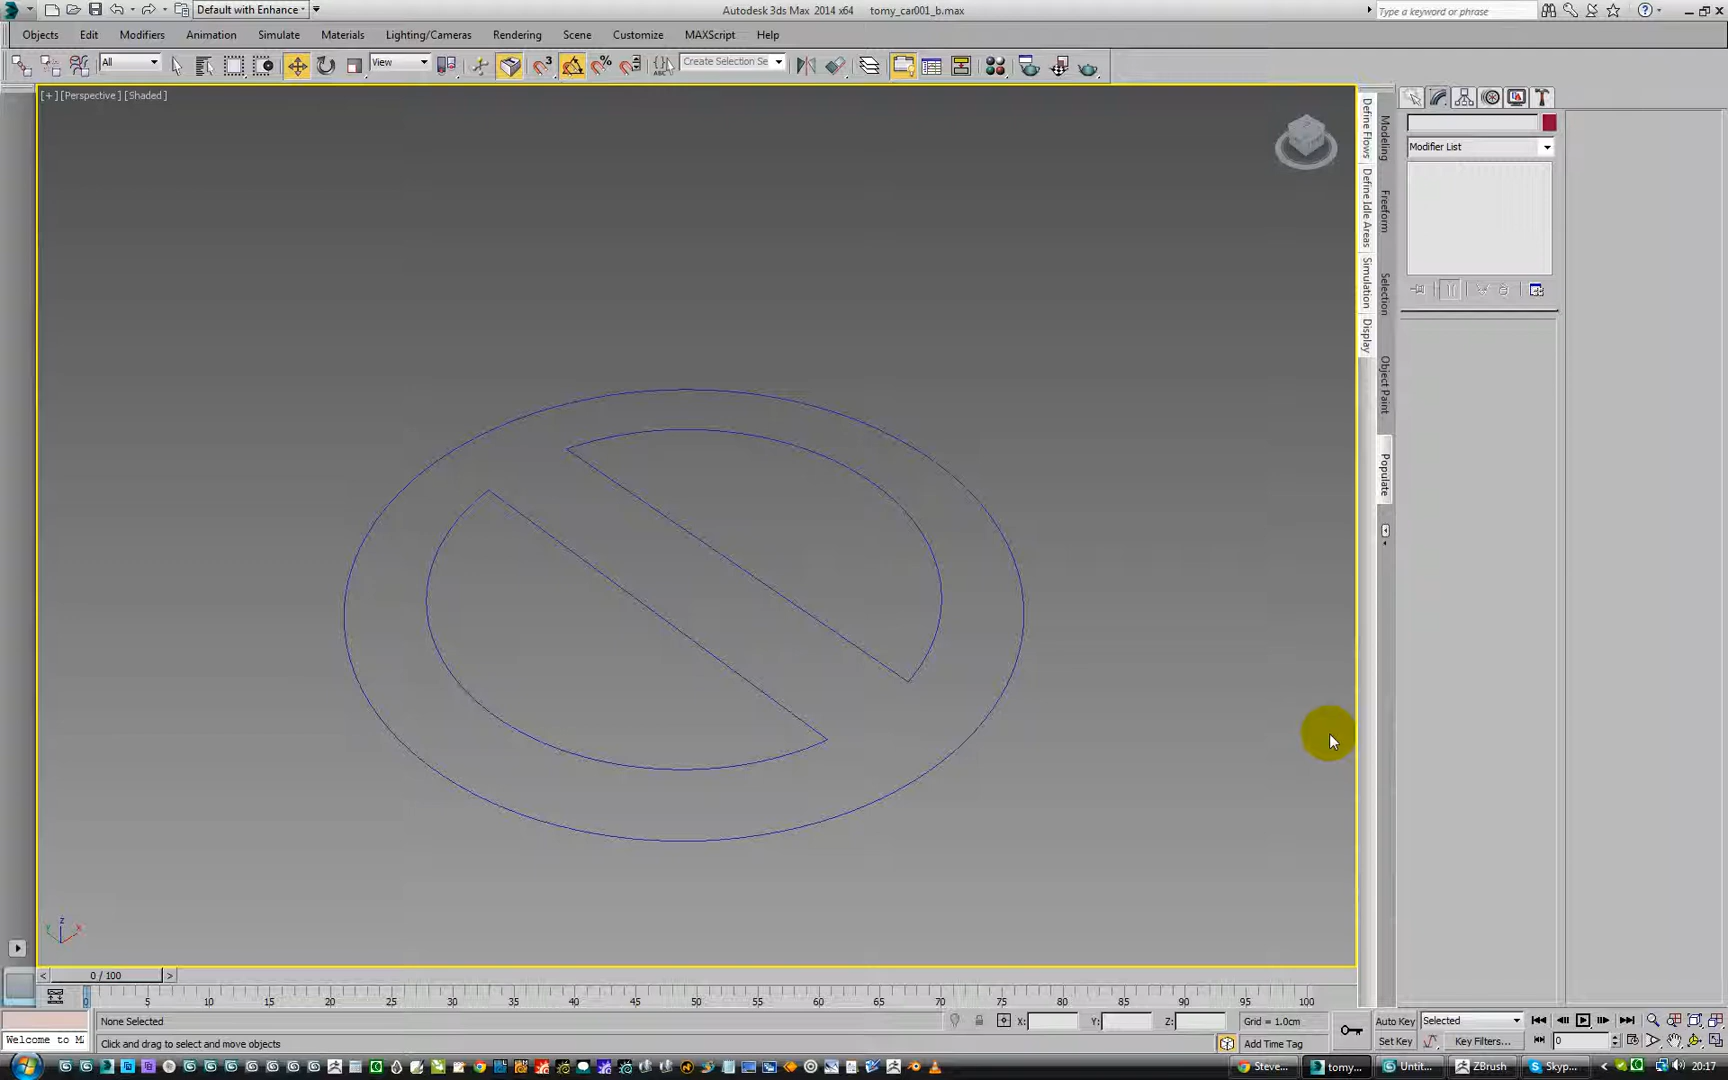 Default with Enhance
Autodesk 3ds Max 2014 x64 tomy_car001_b.max
Type a keyword or phrase
Objects Edit Modifiers Animation Simulate Materials Lighting/Cameras Rendering Scene Customize MAXScript Help
All View 3 Create Selection Se
[+] [Perspective] [Shaded]
Define Flows
Define Idle Areas
Simulation
Display
Modeling
Freeform
Selection
Object Paint
Populate
Modifier List
z
x
0 / 100
0 5 10 15 20 25 30 35 40 45 50 55 60 65 70 75 80 85 90 95 100
None Selected X: Y: Z: Grid = 1.0cm Auto Key Selected
Welcome to M Click and drag to select and move objects Add Time Tag Set Key Key Filters... 0
Steve... tomy... Untit... ZBrush Skyp... 20:17